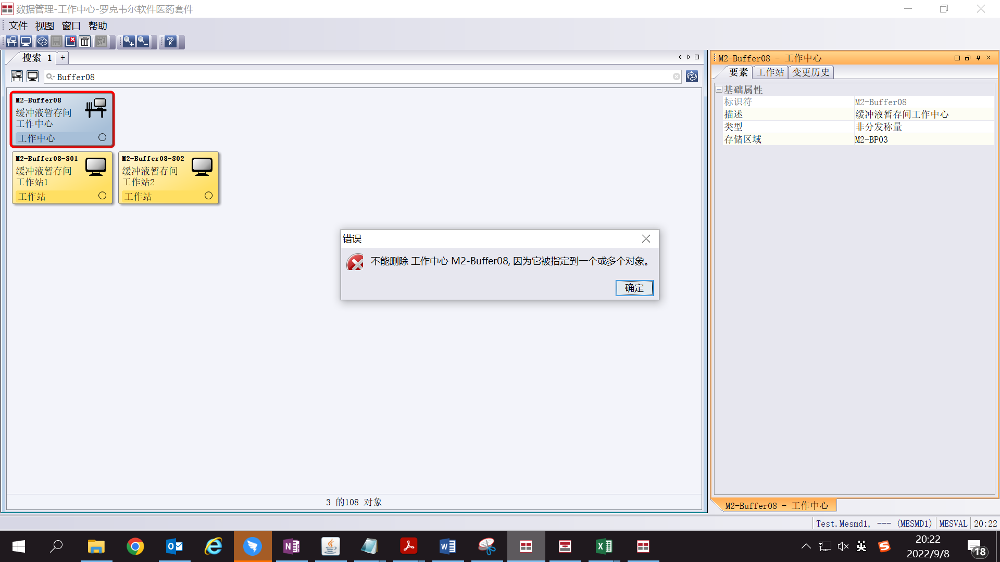 数据管理-工作中心-罗克韦尔软件医药套件
文件 视图 窗口 帮助
搜索 1 +
Buffer08
M2-Buffer08
缓冲液暂存间
工作中心
工作中心
M2-Buffer08-S01
缓冲液暂存间
工作站1
工作站
M2-Buffer08-S02
缓冲液暂存间
工作站2
工作站
错误
不能删除 工作中心 M2-Buffer08, 因为它被指定到一个或多个对象。
确定
3 的108 对象
M2-Buffer08 - 工作中心
要素 工作站 变更历史
基础属性
标识符 M2-Buffer08
描述 缓冲液暂存间工作中心
类型 非分发称量
存储区域 M2-BP03
M2-Buffer08 - 工作中心
Test.Mesmd1, --- (MESMD1) MESVAL 20:22
英
20:22
2022/9/8
18